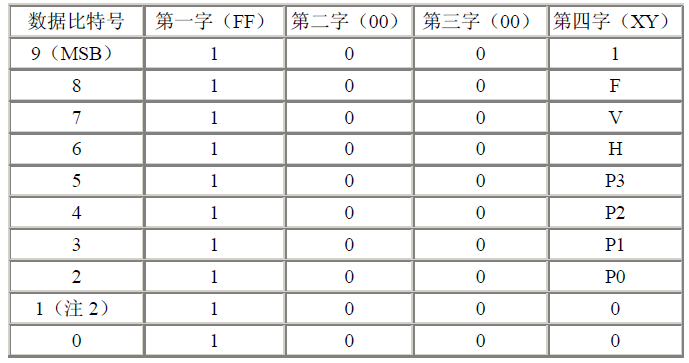 数据比特号 第一字（FF） 第二字（00） 第三字（00） 第四字（XY）
9（MSB） 1 0 0 1
8 1 0 0 F
7 1 0 0 V
6 1 0 0 H
5 1 0 0 P3
4 1 0 0 P2
3 1 0 0 P1
2 1 0 0 P0
1（注 2） 1 0 0 0
0 1 0 0 0